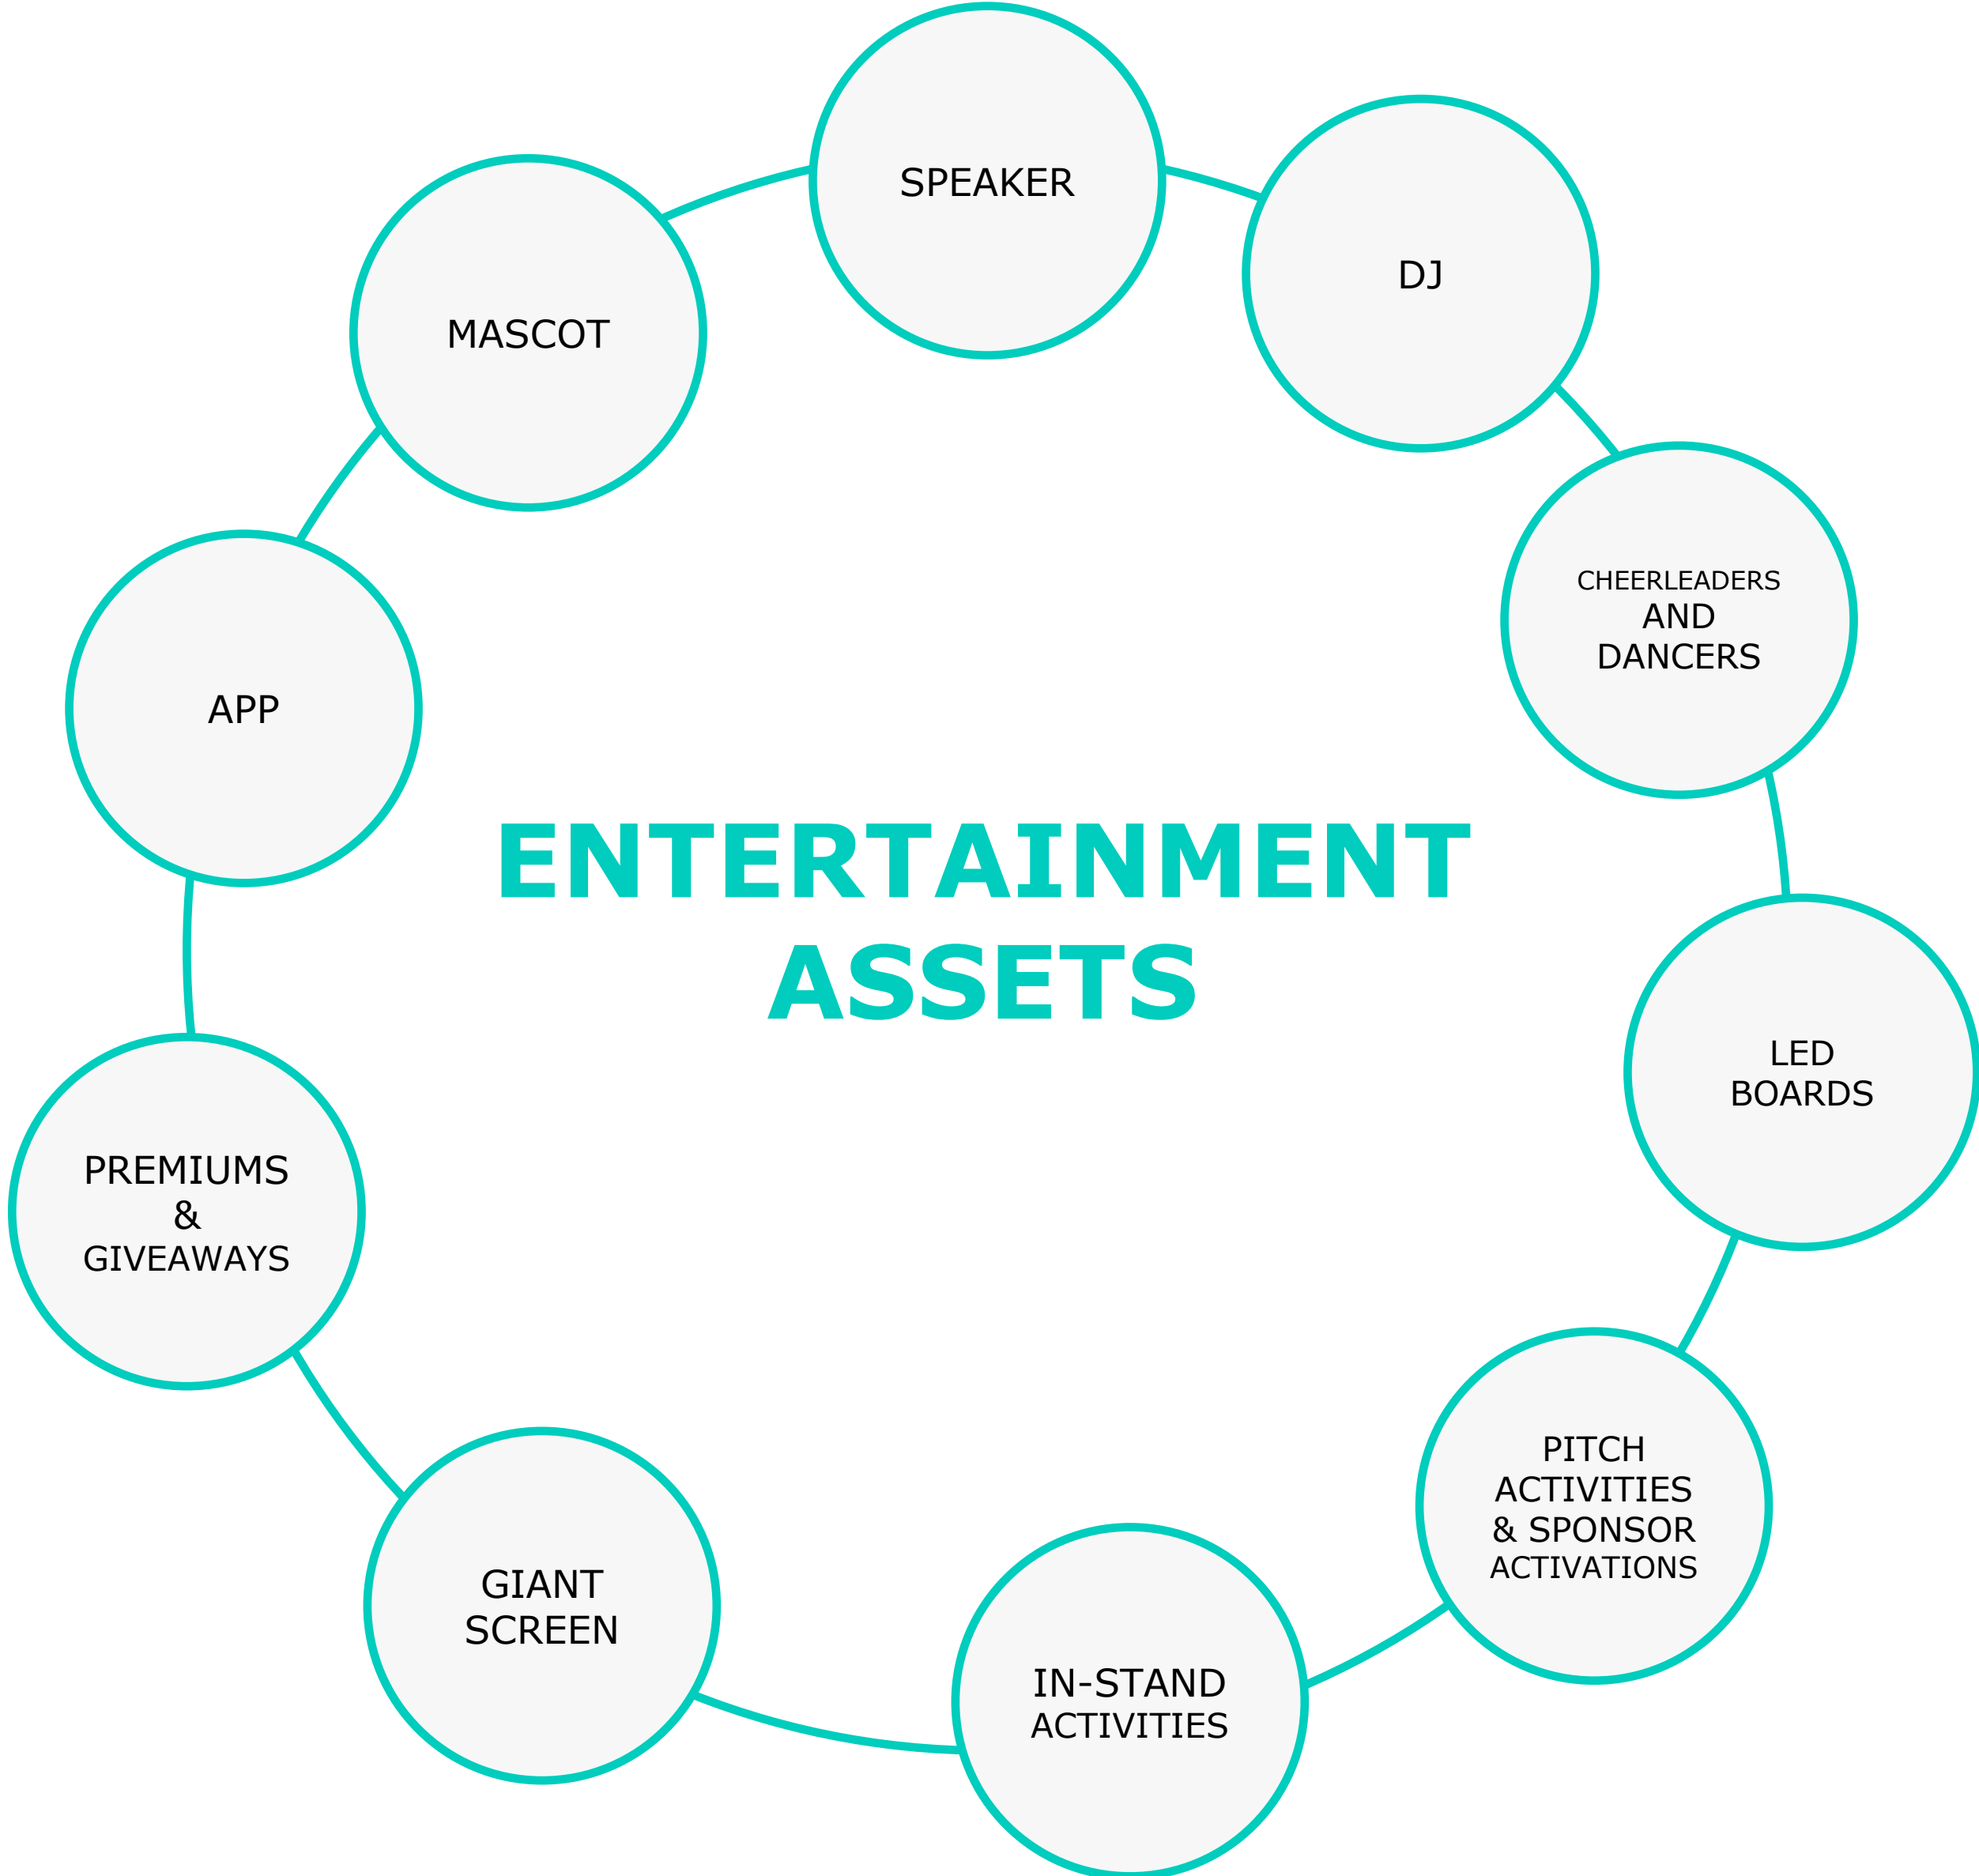 SPEAKER
DJ
MASCOT
CHEERLEADERS
AND
DANCERS
APP
ENTERTAINMENT
ASSETS
LED
BOARDS
PREMIUMS
&
GIVEAWAYS
PITCH
ACTIVITIES
& SPONSOR
ACTIVATIONS
GIANT
SCREEN
IN-STAND
ACTIVITIES